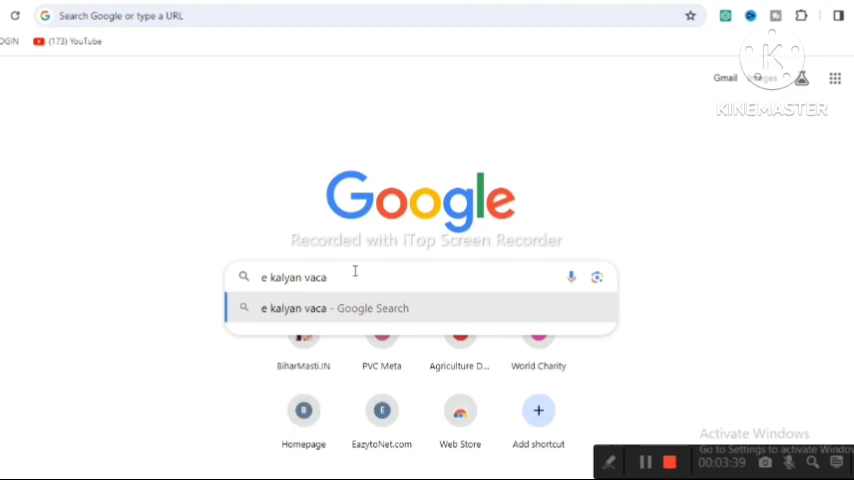 Search Google or type a URL
OGIN (173) YouTube
Gmail Images
KINEMASTER
Google
Recorded with iTop Screen Recorder
e kalyan vaca
e kalyan vaca - Google Search
BiharMasti.IN PVC Meta Agriculture D... World Charity
B E
Homepage EazytoNet.com Web Store Add shortcut
Activate Windows
Go to Settings to activate Windo
00:03:39